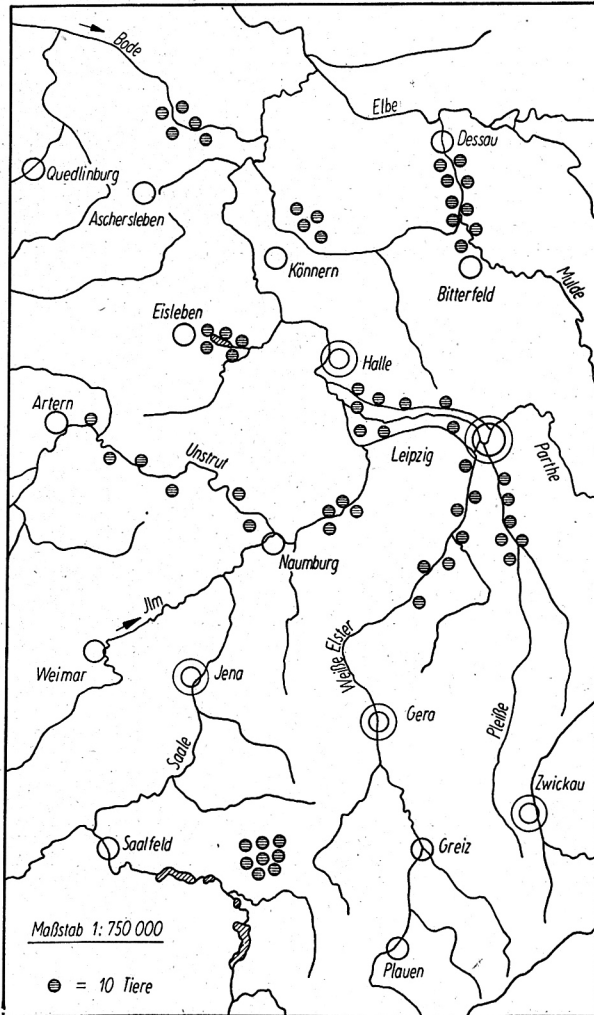 Bode
Elbe
Dessau
Quedlinburg
Aschersleben
Könnern
Bitterfeld
Mulde
Eisleben
Halle
Artern
Unstrut
Leipzig
Parthe
Naumburg
Jlm
Weimar
Jena
Weiße Elster
Gera
Pleiße
Saale
Zwickau
Saalfeld
Greiz
Maßstab 1: 750 000
Plauen
= 10 Tiere